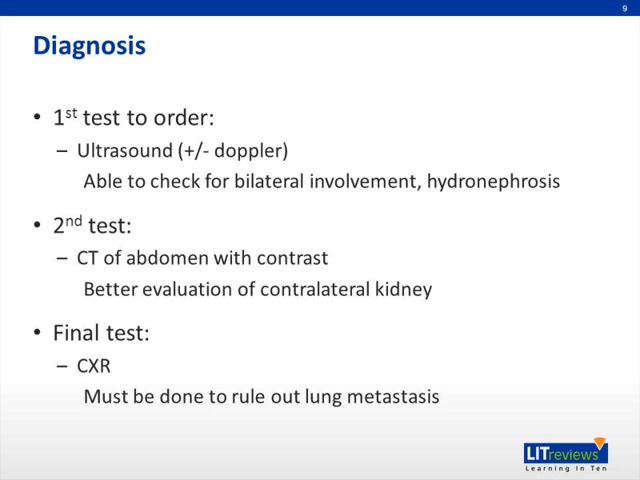 9
Diagnosis
• 1st test to order:
– Ultrasound (+/- doppler)
Able to check for bilateral involvement, hydronephrosis
• 2nd test:
– CT of abdomen with contrast
Better evaluation of contralateral kidney
• Final test:
– CXR
Must be done to rule out lung metastasis
LITreviews
Learning In Ten